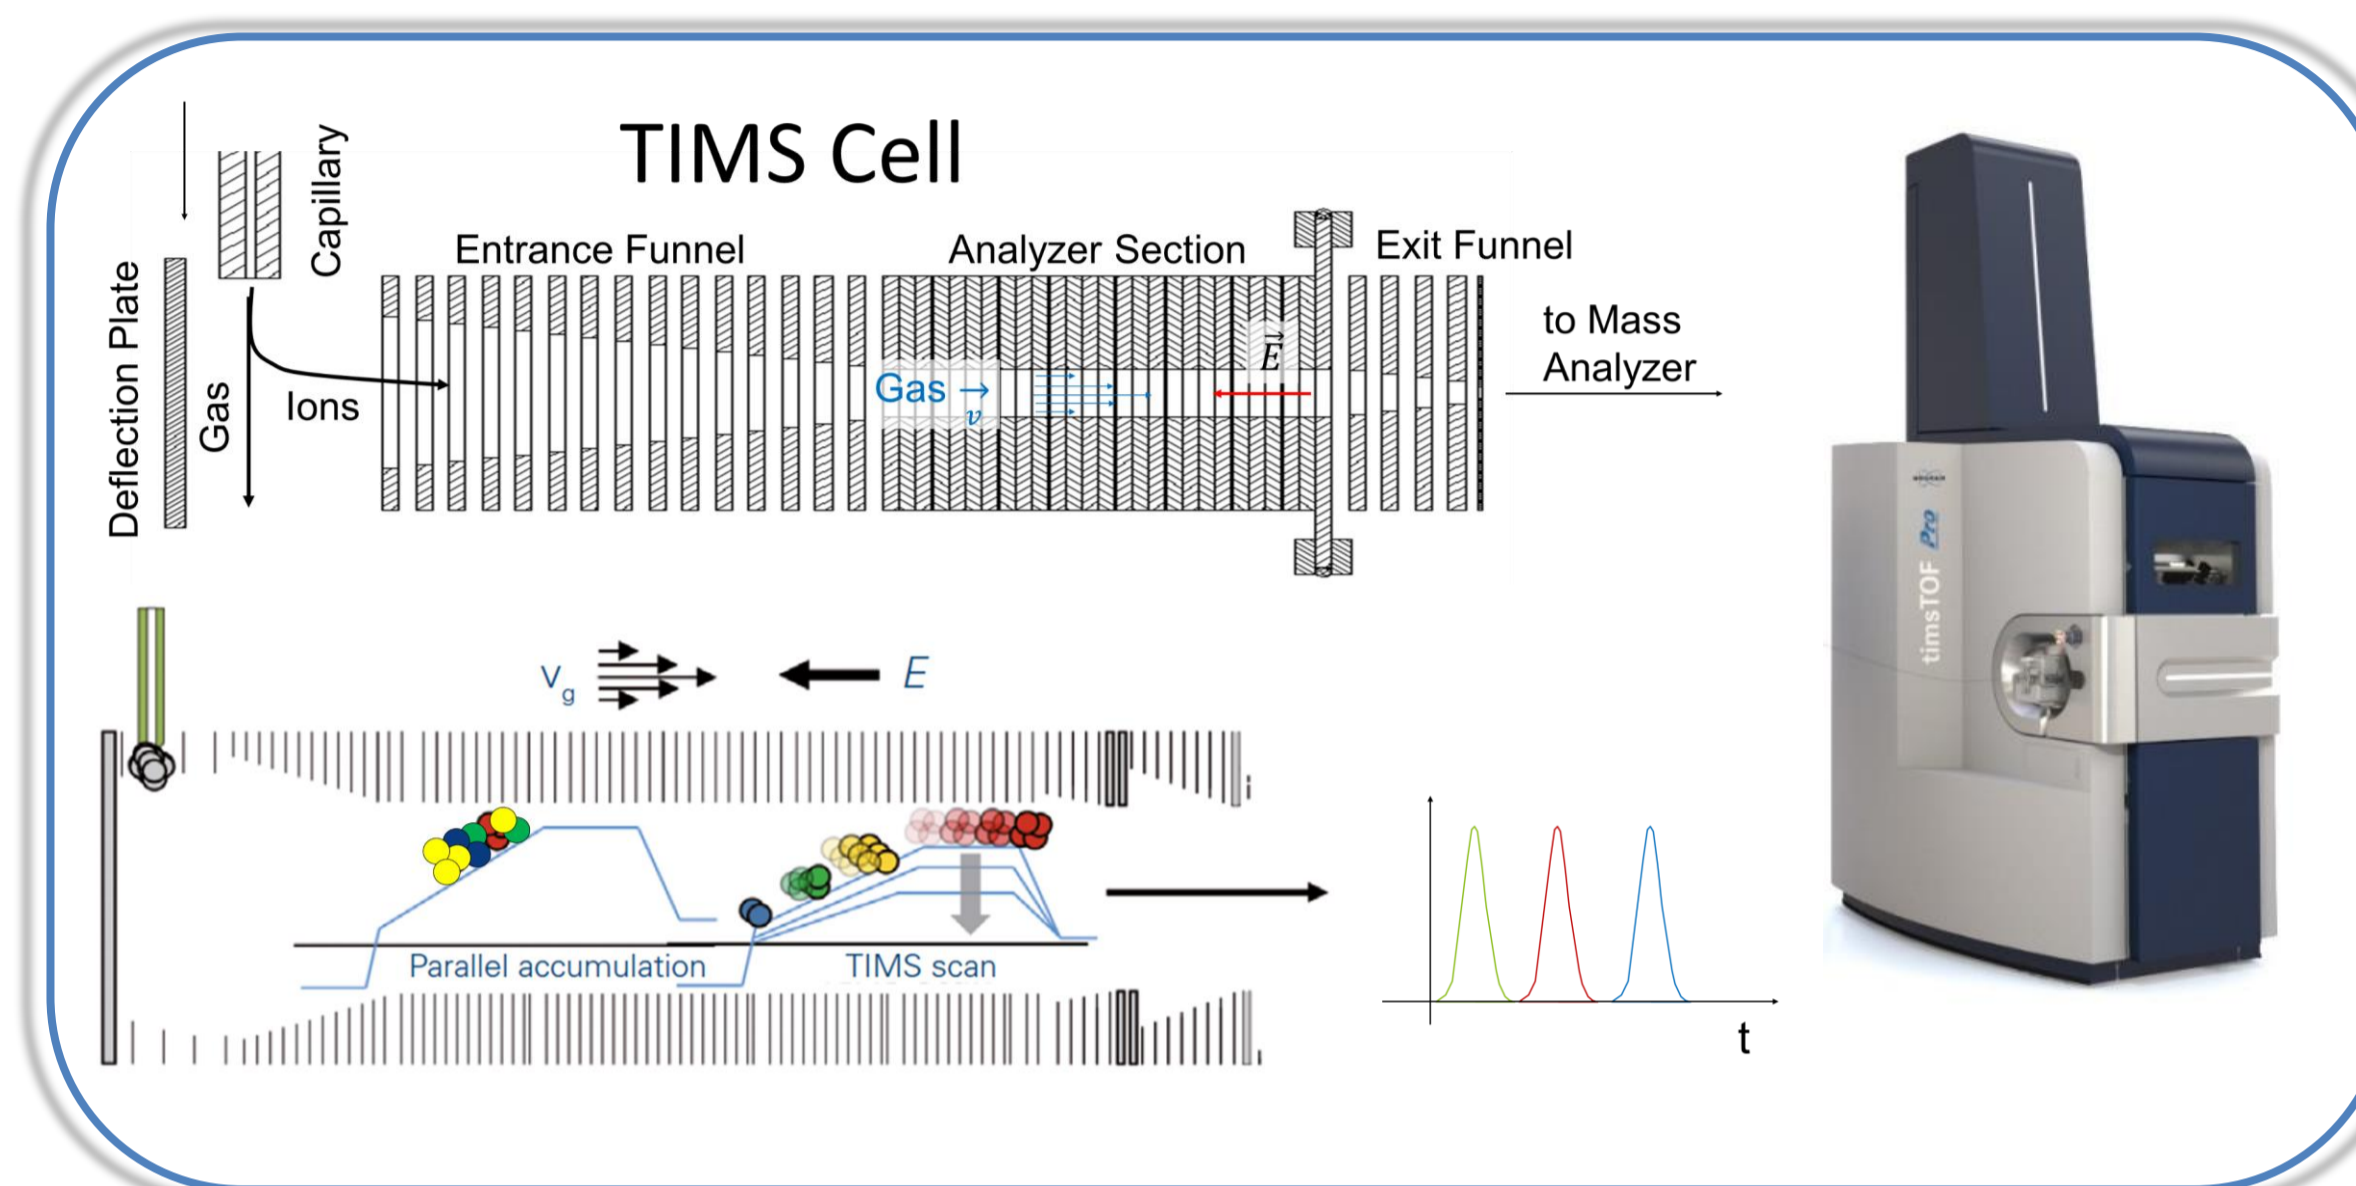 TIMS Cell
Capillary
Deflection Plate
Gas
Ions
Entrance Funnel
Analyzer Section
Exit Funnel
Gas →
v
E
to Mass
Analyzer
timsTOF Pro
Vg
E
Parallel accumulation
TIMS scan
t